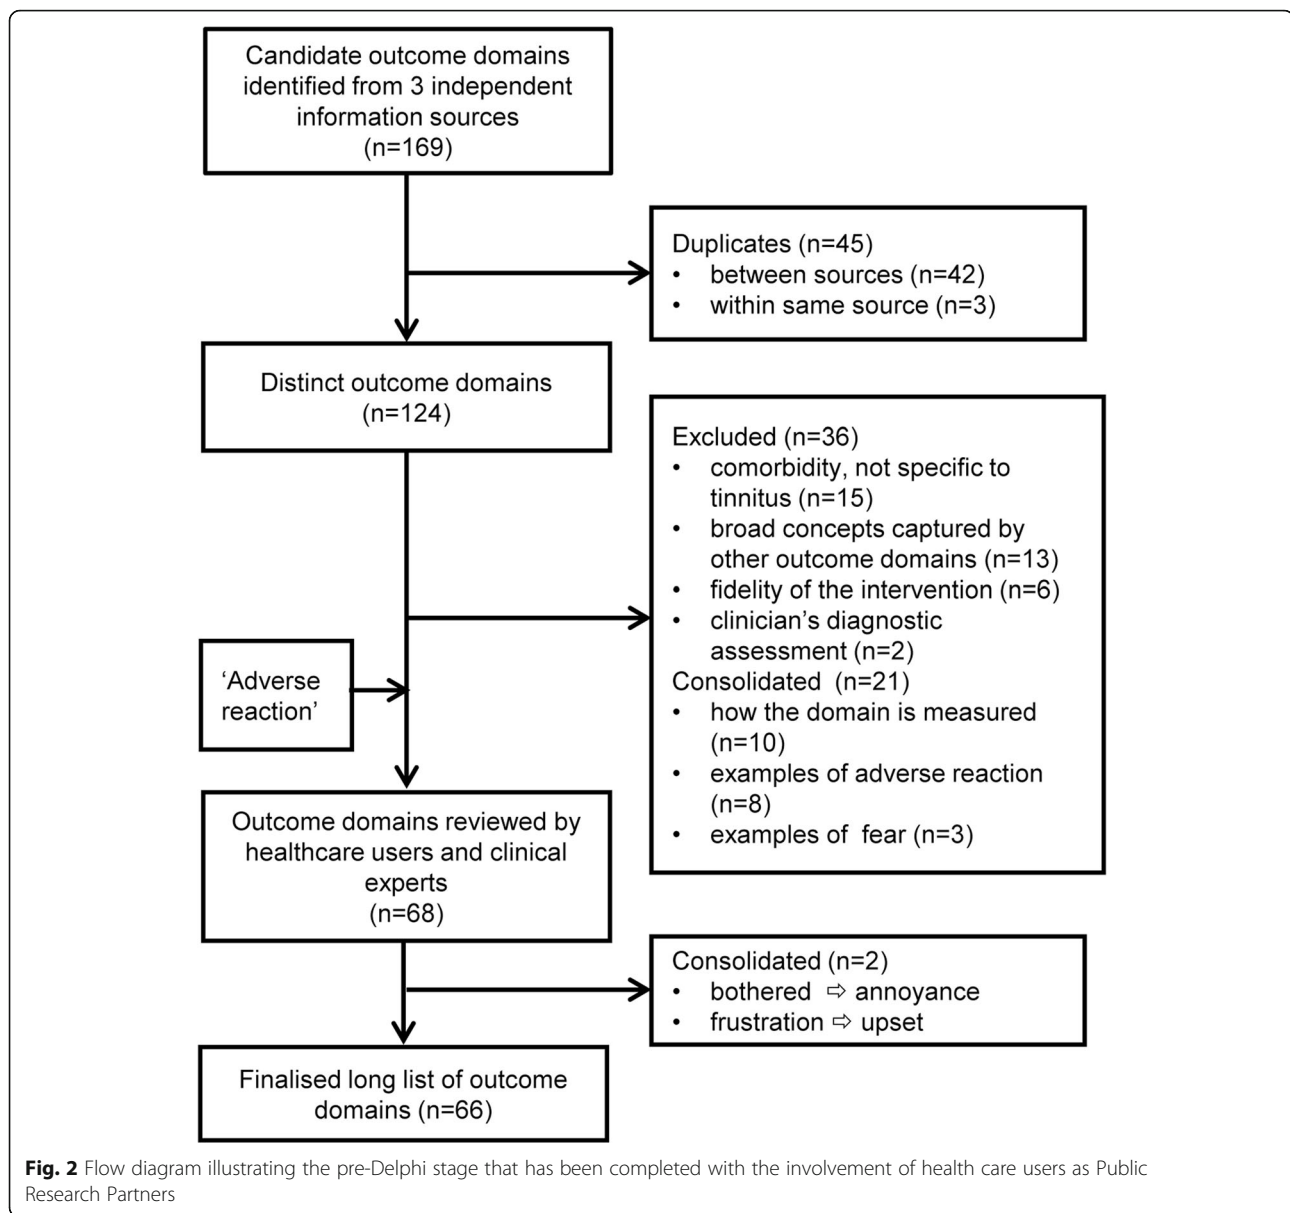 Candidate outcome domains
identified from 3 independent
information sources
(n=169)
Duplicates (n=45)
• between sources (n=42)
• within same source (n=3)
Distinct outcome domains
(n=124)
Excluded (n=36)
• comorbidity, not specific to
tinnitus (n=15)
• broad concepts captured by
other outcome domains (n=13)
• fidelity of the intervention (n=6)
• clinician’s diagnostic
assessment (n=2)
Consolidated (n=21)
• how the domain is measured
(n=10)
• examples of adverse reaction
(n=8)
• examples of fear (n=3)
‘Adverse
reaction’
Outcome domains reviewed by
healthcare users and clinical
experts
(n=68)
Consolidated (n=2)
• bothered ⇨ annoyance
• frustration ⇨ upset
Finalised long list of outcome
domains (n=66)
Fig. 2 Flow diagram illustrating the pre-Delphi stage that has been completed with the involvement of health care users as Public
Research Partners